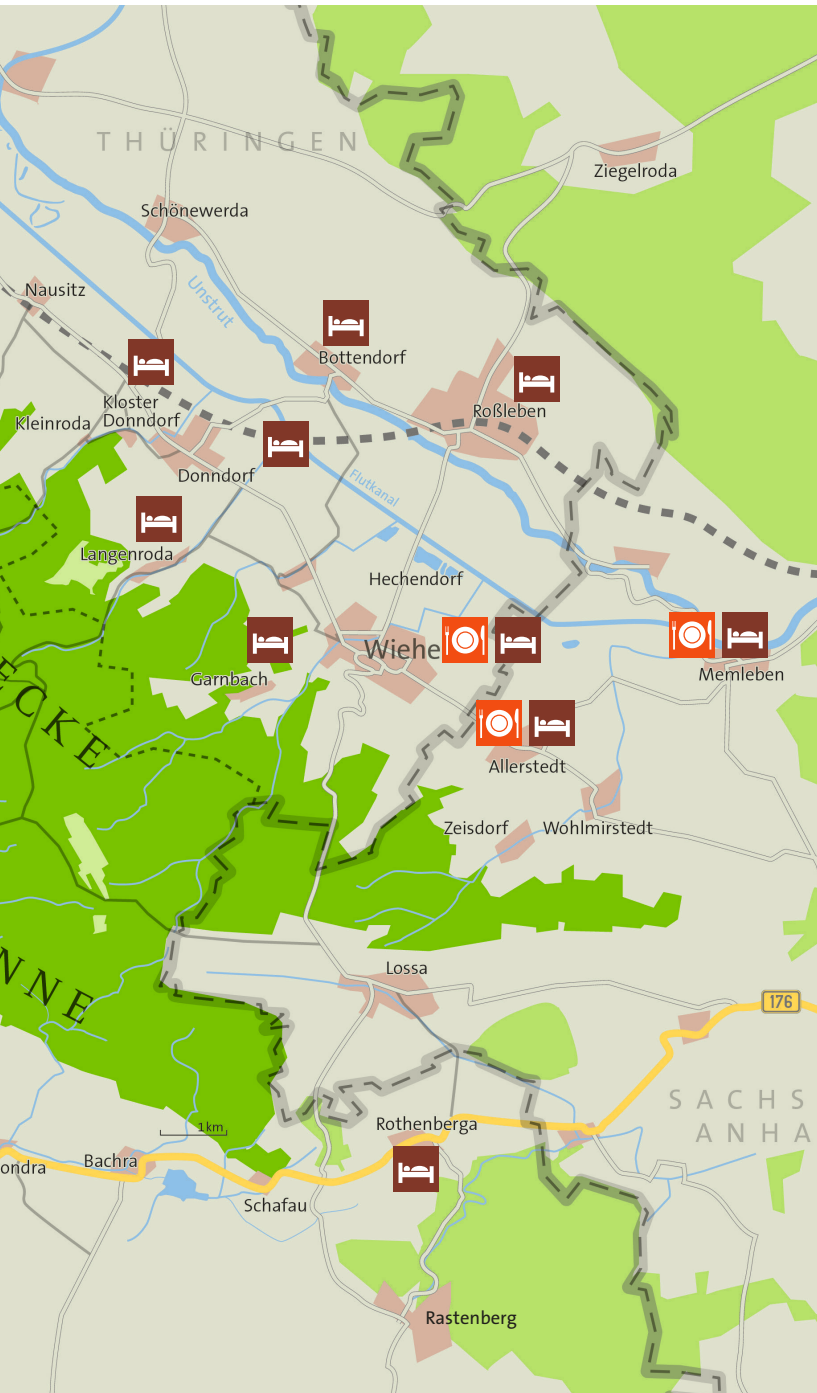 THÜRINGEN
Ziegelroda
Schönewerda
Nausitz
Unstrut
Bottendorf
Kloster
Donndorf
Roßleben
Kleinroda
Donndorf
Flutkanal
Langenroda
Hechendorf
Wiehe
Garnbach
Memleben
ECKE
Allerstedt
Zeisdorf
Wohlmirstedt
NNE
Lossa
176
SACHS
ANHA
1km
Rothenberga
Bachra
ondra
Schafau
Rastenberg